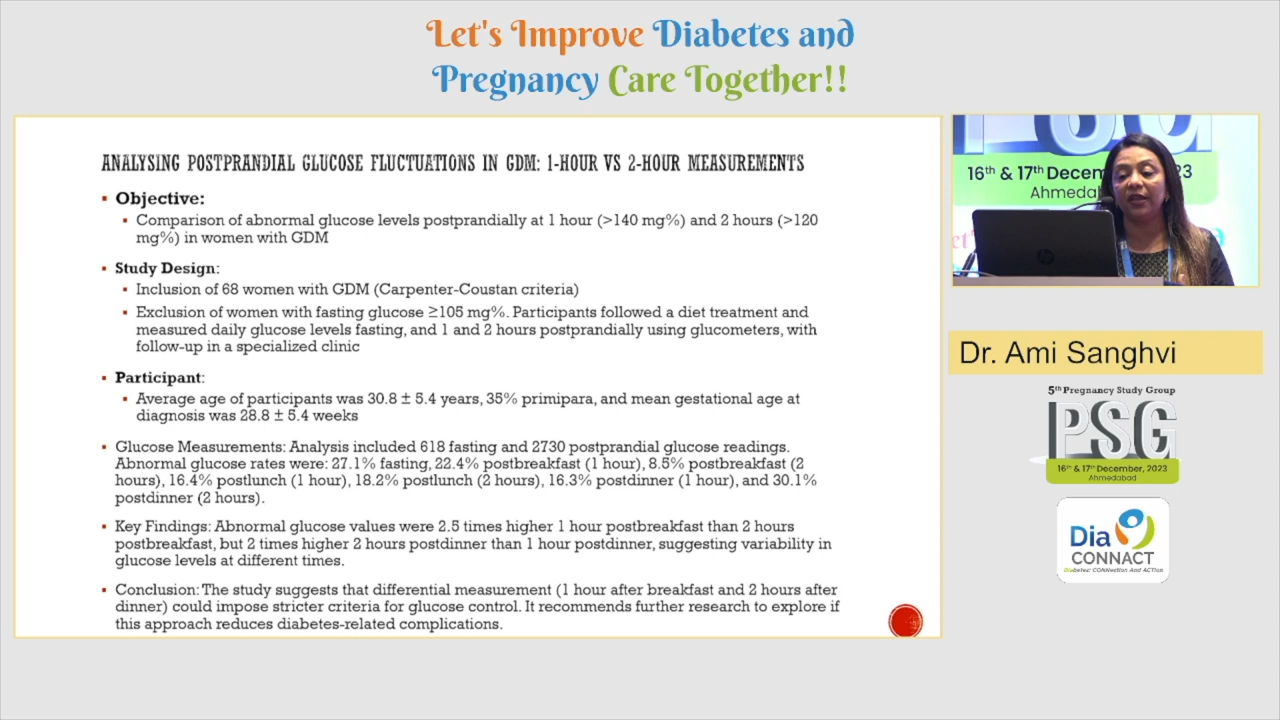 Let's Improve Diabetes and
Pregnancy Care Together!!
ANALYSING POSTPRANDIAL GLUCOSE FLUCTUATIONS IN GDM: 1-HOUR VS 2-HOUR MEASUREMENTS
▪ Objective:
▪ Comparison of abnormal glucose levels postprandially at 1 hour (>140 mg%) and 2 hours (>120
mg%) in women with GDM
▪ Study Design:
▪ Inclusion of 68 women with GDM (Carpenter-Coustan criteria)
▪ Exclusion of women with fasting glucose ≥105 mg%. Participants followed a diet treatment and
measured daily glucose levels fasting, and 1 and 2 hours postprandially using glucometers, with
follow-up in a specialized clinic
▪ Participant:
▪ Average age of participants was 30.8 ± 5.4 years, 35% primipara, and mean gestational age at
diagnosis was 28.8 ± 5.4 weeks
▪ Glucose Measurements: Analysis included 618 fasting and 2730 postprandial glucose readings.
Abnormal glucose rates were: 27.1% fasting, 22.4% postbreakfast (1 hour), 8.5% postbreakfast (2
hours), 16.4% postlunch (1 hour), 18.2% postlunch (2 hours), 16.3% postdinner (1 hour), and 30.1%
postdinner (2 hours).
▪ Key Findings: Abnormal glucose values were 2.5 times higher 1 hour postbreakfast than 2 hours
postbreakfast, but 2 times higher 2 hours postdinner than 1 hour postdinner, suggesting variability in
glucose levels at different times.
▪ Conclusion: The study suggests that differential measurement (1 hour after breakfast and 2 hours after
dinner) could impose stricter criteria for glucose control. It recommends further research to explore if
this approach reduces diabetes-related complications.
16th & 17th Decem 23
Ahmedab
hp
Dr. Ami Sanghvi
5th Pregnancy Study Group
PSG
16th & 17th December, 2023
Ahmedabad
Dia
CONNACT
Diabetes: CONNection And ACTion